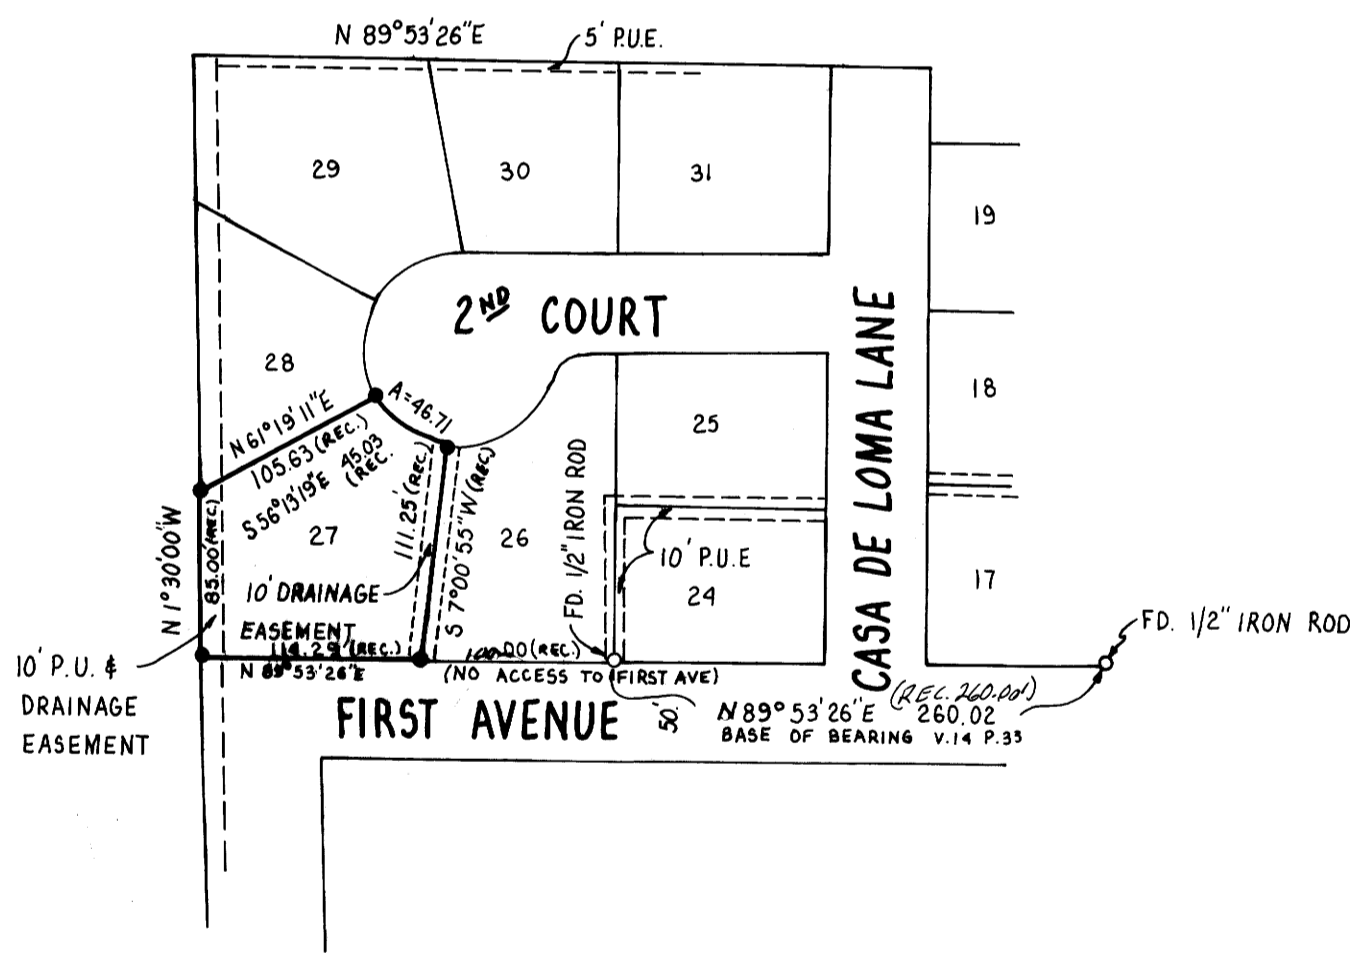 N 89°53'26"E
5' P.U.E.
29
30
31
19
2ND COURT
CASA DE LOMA LANE
28
A=46.71
N 61°19'11"E
105.63 (REC.)
S 56°13'19"E 45.03
(REC.
25
18
FD. 1/2" IRON ROD
111.25' (REC.)
S 7°00'55"W (REC)
N 1°30'00"W
85.00' (REC.)
27
26
10' P.U.E
24
17
10' DRAINAGE
EASEMENT
114.29' (REC.)
N 89°53'26"E
(REC.)
(NO ACCESS TO FIRST AVE)
FD. 1/2" IRON ROD
10' P.U. &
DRAINAGE
EASEMENT
FIRST AVENUE
50'
(REC. 260.00')
N 89°53'26"E 260.02
BASE OF BEARING V.14 P.33